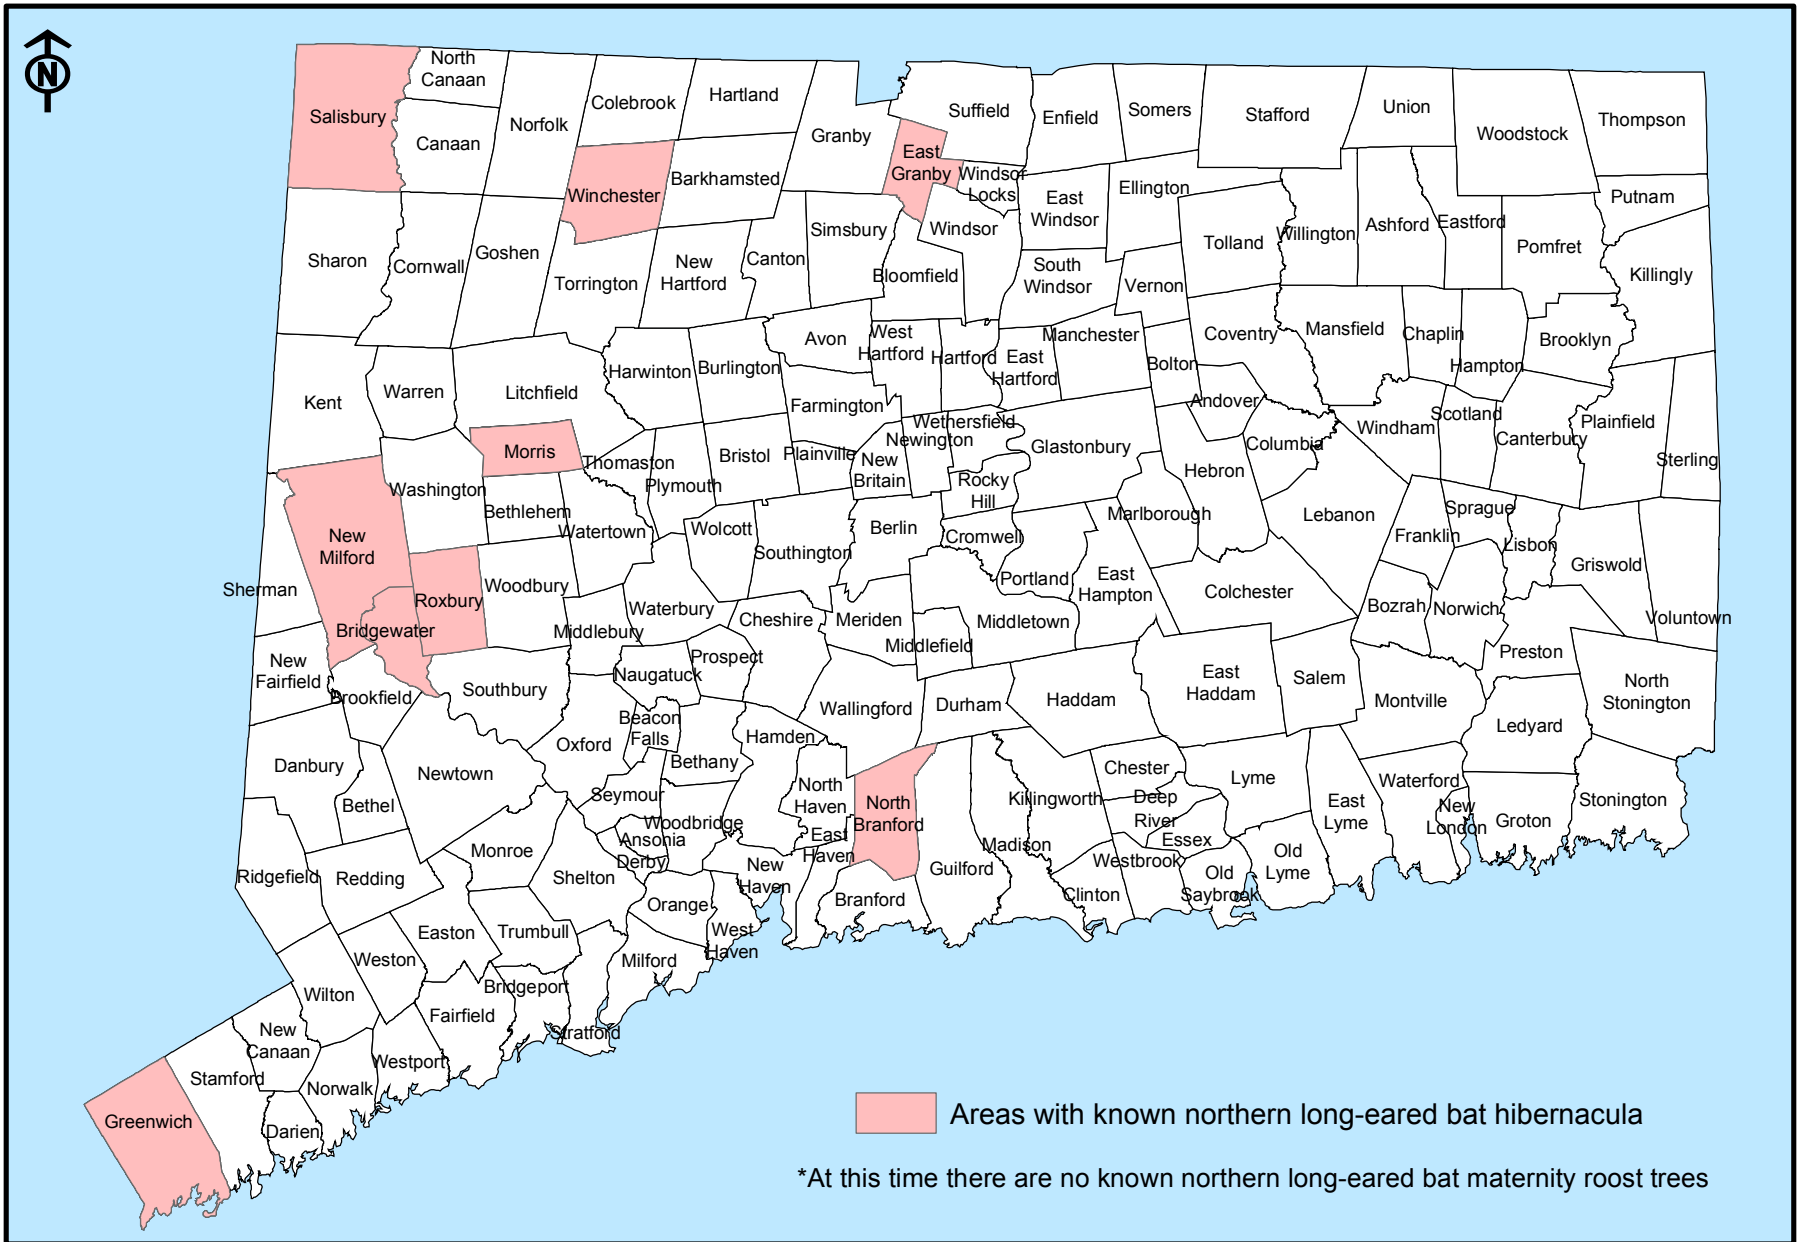 N
North
Canaan
Salisbury
Canaan
Norfolk
Colebrook
Hartland
Granby
Suffield
Enfield
Somers
Stafford
Union
Woodstock
Thompson
East
Granby
Windsor
Locks
Winchester
Barkhamsted
East
Windsor
Ellington
Putnam
Sharon
Cornwall
Goshen
Torrington
New
Hartford
Canton
Simsbury
Bloomfield
Windsor
South
Windsor
Vernon
Tolland
Willington
Ashford
Eastford
Pomfret
Killingly
Kent
Warren
Litchfield
Harwinton
Burlington
Avon
West
Hartford
Hartford
East
Hartford
Manchester
Bolton
Coventry
Mansfield
Chaplin
Hampton
Brooklyn
Farmington
Andover
Morris
Thomaston
Plymouth
Bristol
Plainville
New
Britain
Newington
Wethersfield
Rocky
Hill
Glastonbury
Hebron
Columbia
Windham
Scotland
Canterbury
Plainfield
Sterling
Washington
Bethlehem
Watertown
Wolcott
Southington
Berlin
Cromwell
Marlborough
Lebanon
Franklin
Sprague
Lisbon
Griswold
Voluntown
New
Milford
Sherman
Bridgewater
Roxbury
Woodbury
Middlebury
Waterbury
Cheshire
Meriden
Middlefield
Middletown
Portland
East
Hampton
Colchester
Bozrah
Norwich
Preston
New
Fairfield
Brookfield
Southbury
Naugatuck
Prospect
Wallingford
Durham
Haddam
East
Haddam
Salem
Montville
Ledyard
North
Stonington
Danbury
Bethel
Newtown
Oxford
Beacon
Falls
Bethany
Hamden
North
Haven
North
Branford
Killingworth
Chester
Deep
River
Essex
Lyme
East
Lyme
Waterford
New
London
Groton
Stonington
Seymour
Woodbridge
Ansonia
Derby
East
Haven
Ridgefield
Redding
Monroe
Shelton
Orange
New
Haven
West
Haven
Branford
Guilford
Madison
Clinton
Westbrook
Old
Saybrook
Old
Lyme
Easton
Trumbull
Milford
Weston
Wilton
Bridgeport
Fairfield
Stratford
New
Canaan
Stamford
Norwalk
Westport
Greenwich
Darien
Areas with known northern long-eared bat hibernacula
*At this time there are no known northern long-eared bat maternity roost trees